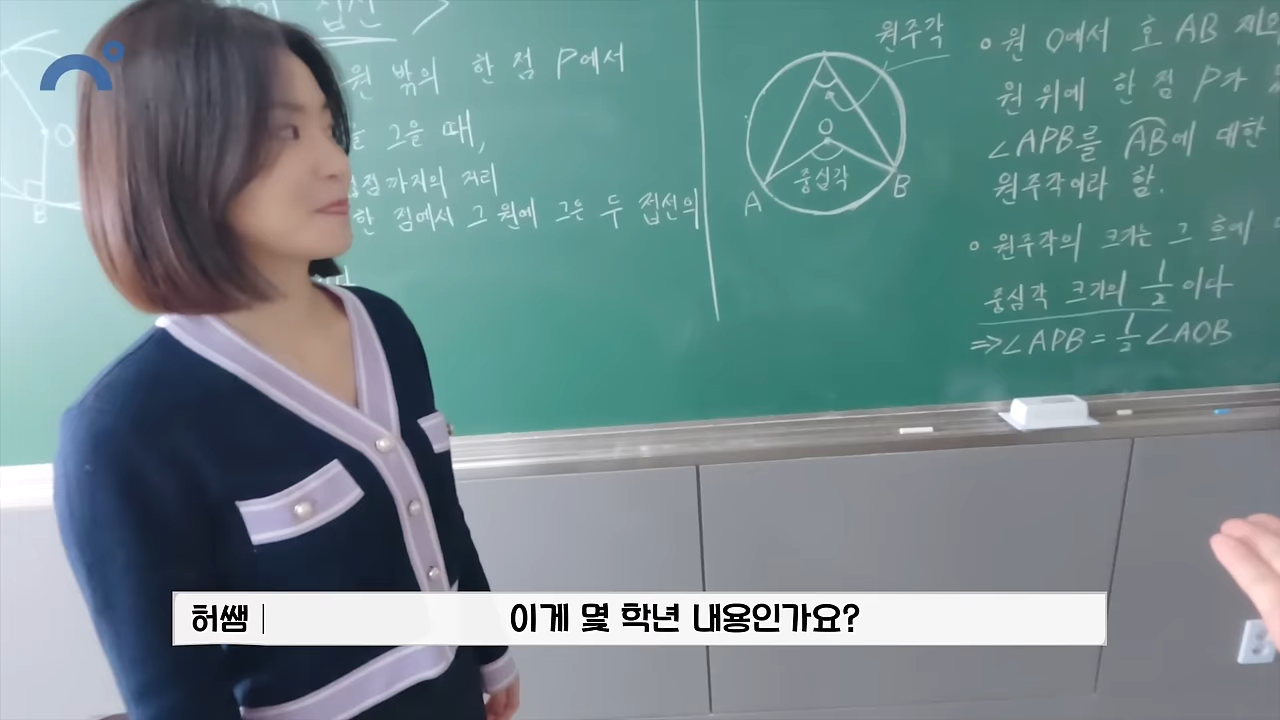 접선
원 밖의 한 점 P에서
그을 때,
접점까지의 거리
한 점에서 그 원에 그은 두 접선의
O
B
원주각
O
중심각
A
B
○ 원 O에서 호 AB 제외
원 위에 한 점 P가
∠APB를 AB에 대한
원주각이라 함.
○ 원주각의 크기는 그 호에
중심각 크기의 1/2 이다
⇒∠APB = 1/2 ∠AOB
허쌤 | 이게 몇 학년 내용인가요?